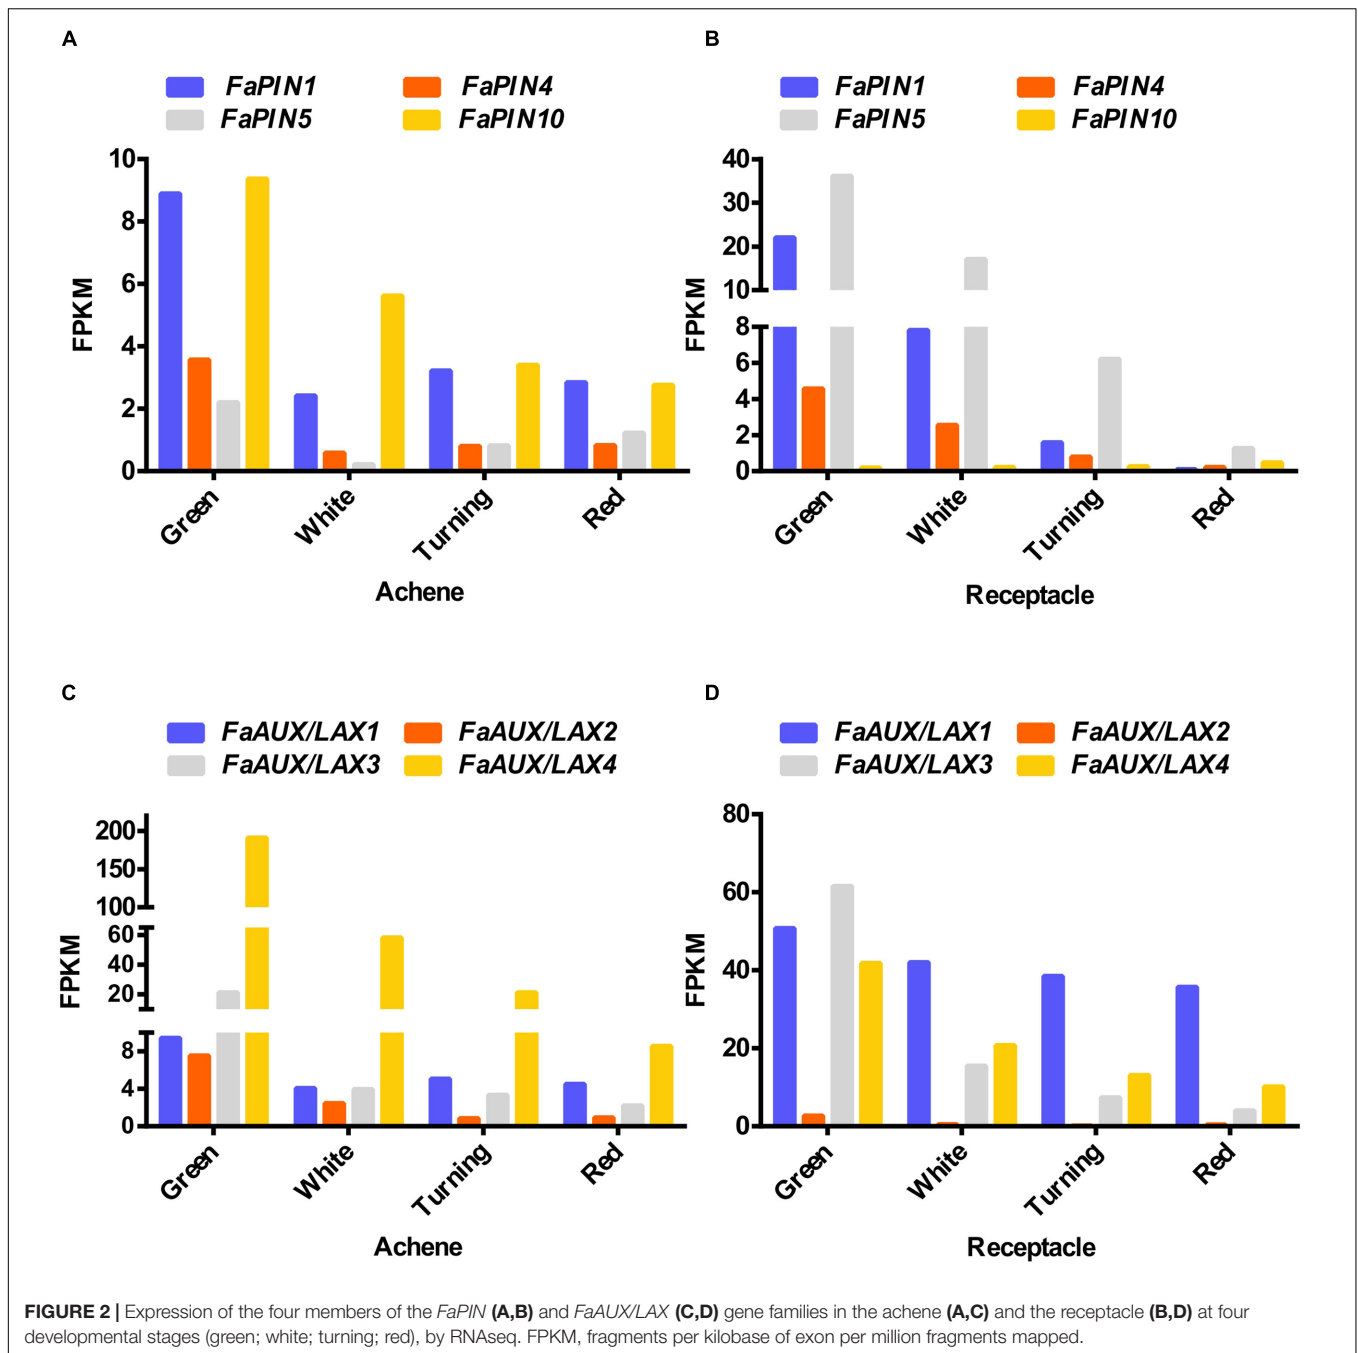 A
FaPIN1 FaPIN4
FaPIN5 FaPIN10
10
8
6
4
2
0
FPKM
Green White Turning Red
Achene
B
FaPIN1 FaPIN4
FaPIN5 FaPIN10
40
30
20
10
8
6
4
2
0
FPKM
Green White Turning Red
Receptacle
C
FaAUX/LAX1 FaAUX/LAX2
FaAUX/LAX3 FaAUX/LAX4
200
150
100
60
40
20
8
4
0
FPKM
Green White Turning Red
Achene
D
FaAUX/LAX1 FaAUX/LAX2
FaAUX/LAX3 FaAUX/LAX4
80
60
40
20
0
FPKM
Green White Turning Red
Receptacle
FIGURE 2 | Expression of the four members of the FaPIN (A,B) and FaAUX/LAX (C,D) gene families in the achene (A,C) and the receptacle (B,D) at four
developmental stages (green; white; turning; red), by RNAseq. FPKM, fragments per kilobase of exon per million fragments mapped.